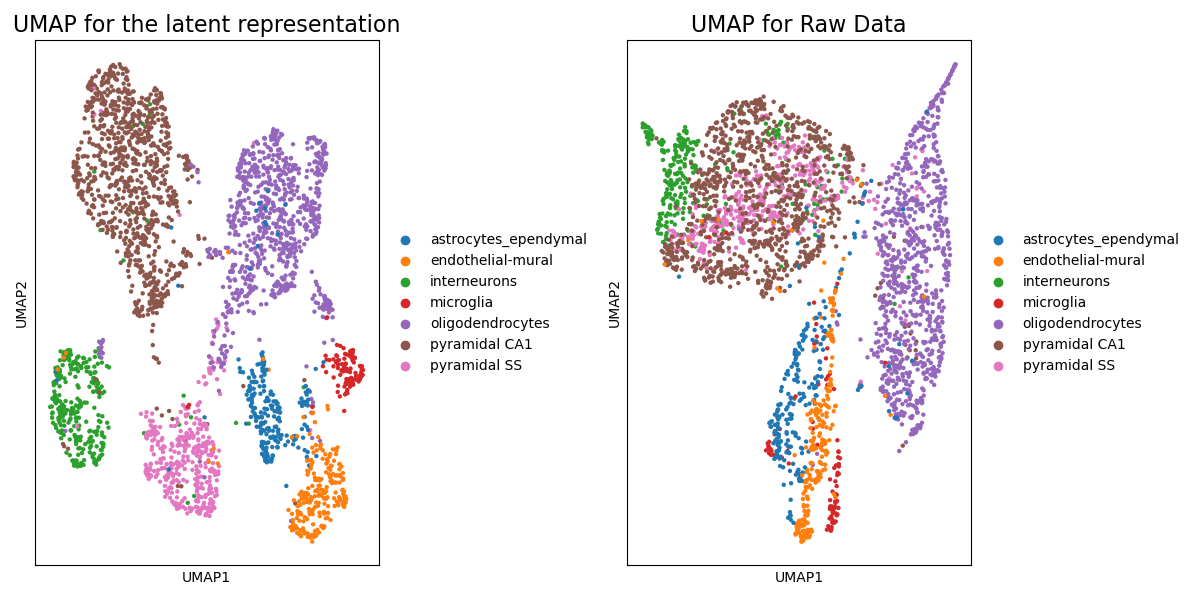 UMAP for the latent representation
UMAP2
UMAP1
astrocytes_ependymal
endothelial-mural
interneurons
microglia
oligodendrocytes
pyramidal CA1
pyramidal SS
UMAP for Raw Data
UMAP2
UMAP1
astrocytes_ependymal
endothelial-mural
interneurons
microglia
oligodendrocytes
pyramidal CA1
pyramidal SS